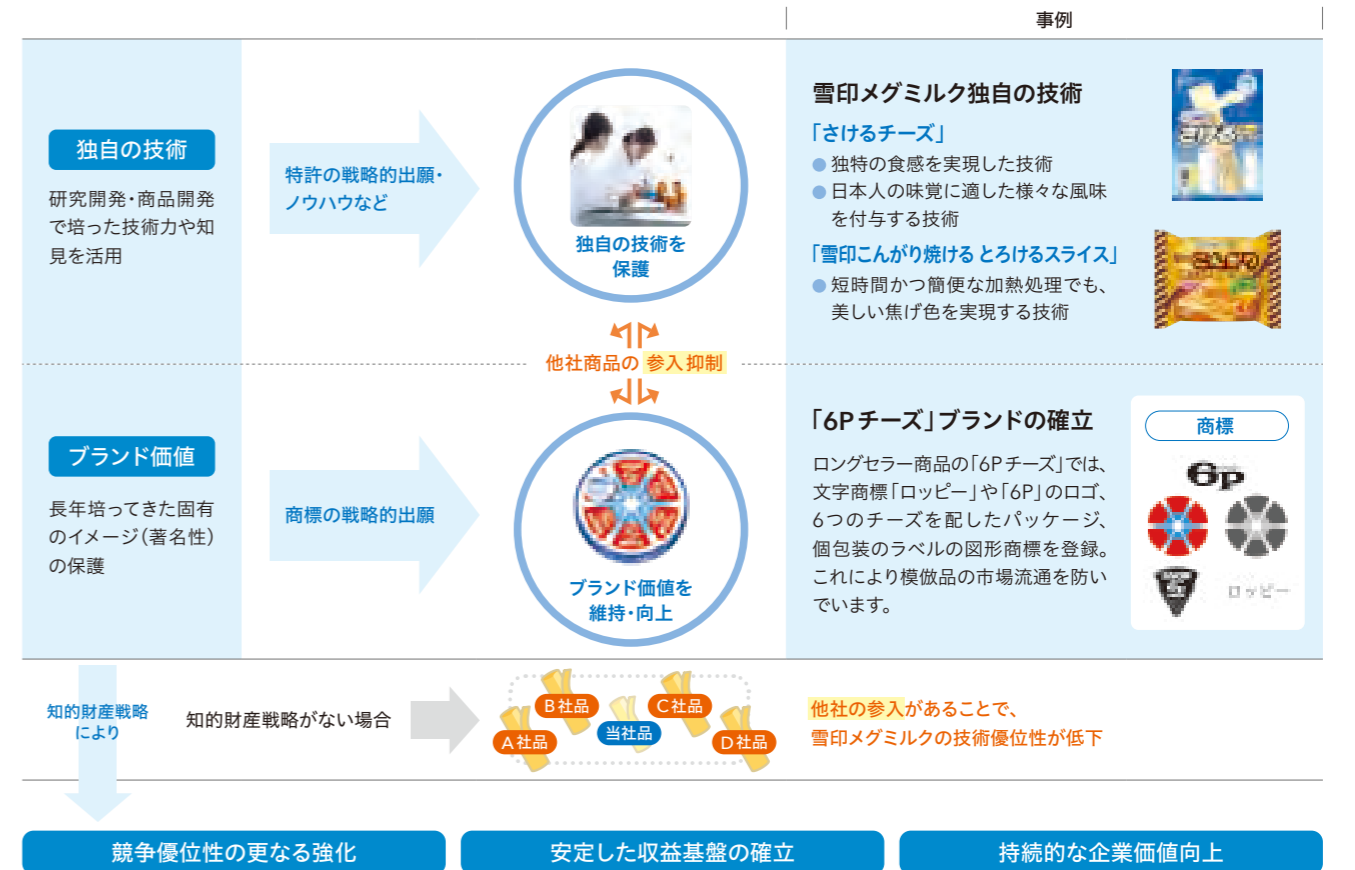 事例
独自の技術
研究開発・商品開発
で培った技術力や知
見を活用
特許の戦略的出願・
ノウハウなど
独自の技術を
保護
雪印メグミルク独自の技術
「さけるチーズ」
● 独特の食感を実現した技術
● 日本人の味覚に適した様々な風味
を付与する技術
「雪印こんがり焼ける とろけるスライス」
● 短時間かつ簡便な加熱処理でも、
美しい焦げ色を実現する技術
他社商品の 参入抑制
ブランド価値
長年培ってきた固有
のイメージ（著名性）
の保護
商標の戦略的出願
ブランド価値を
維持・向上
「6Pチーズ」ブランドの確立
ロングセラー商品の「6Pチーズ」では、
文字商標「ロッピー」や「6P」のロゴ、
6つのチーズを配したパッケージ、
個包装のラベルの図形商標を登録。
これにより模倣品の市場流通を防い
でいます。
商標
6p
ロッピー
知的財産戦略
により
知的財産戦略がない場合
A社品
B社品
当社品
C社品
D社品
他社の参入があることで、
雪印メグミルクの技術優位性が低下
競争優位性の更なる強化
安定した収益基盤の確立
持続的な企業価値向上